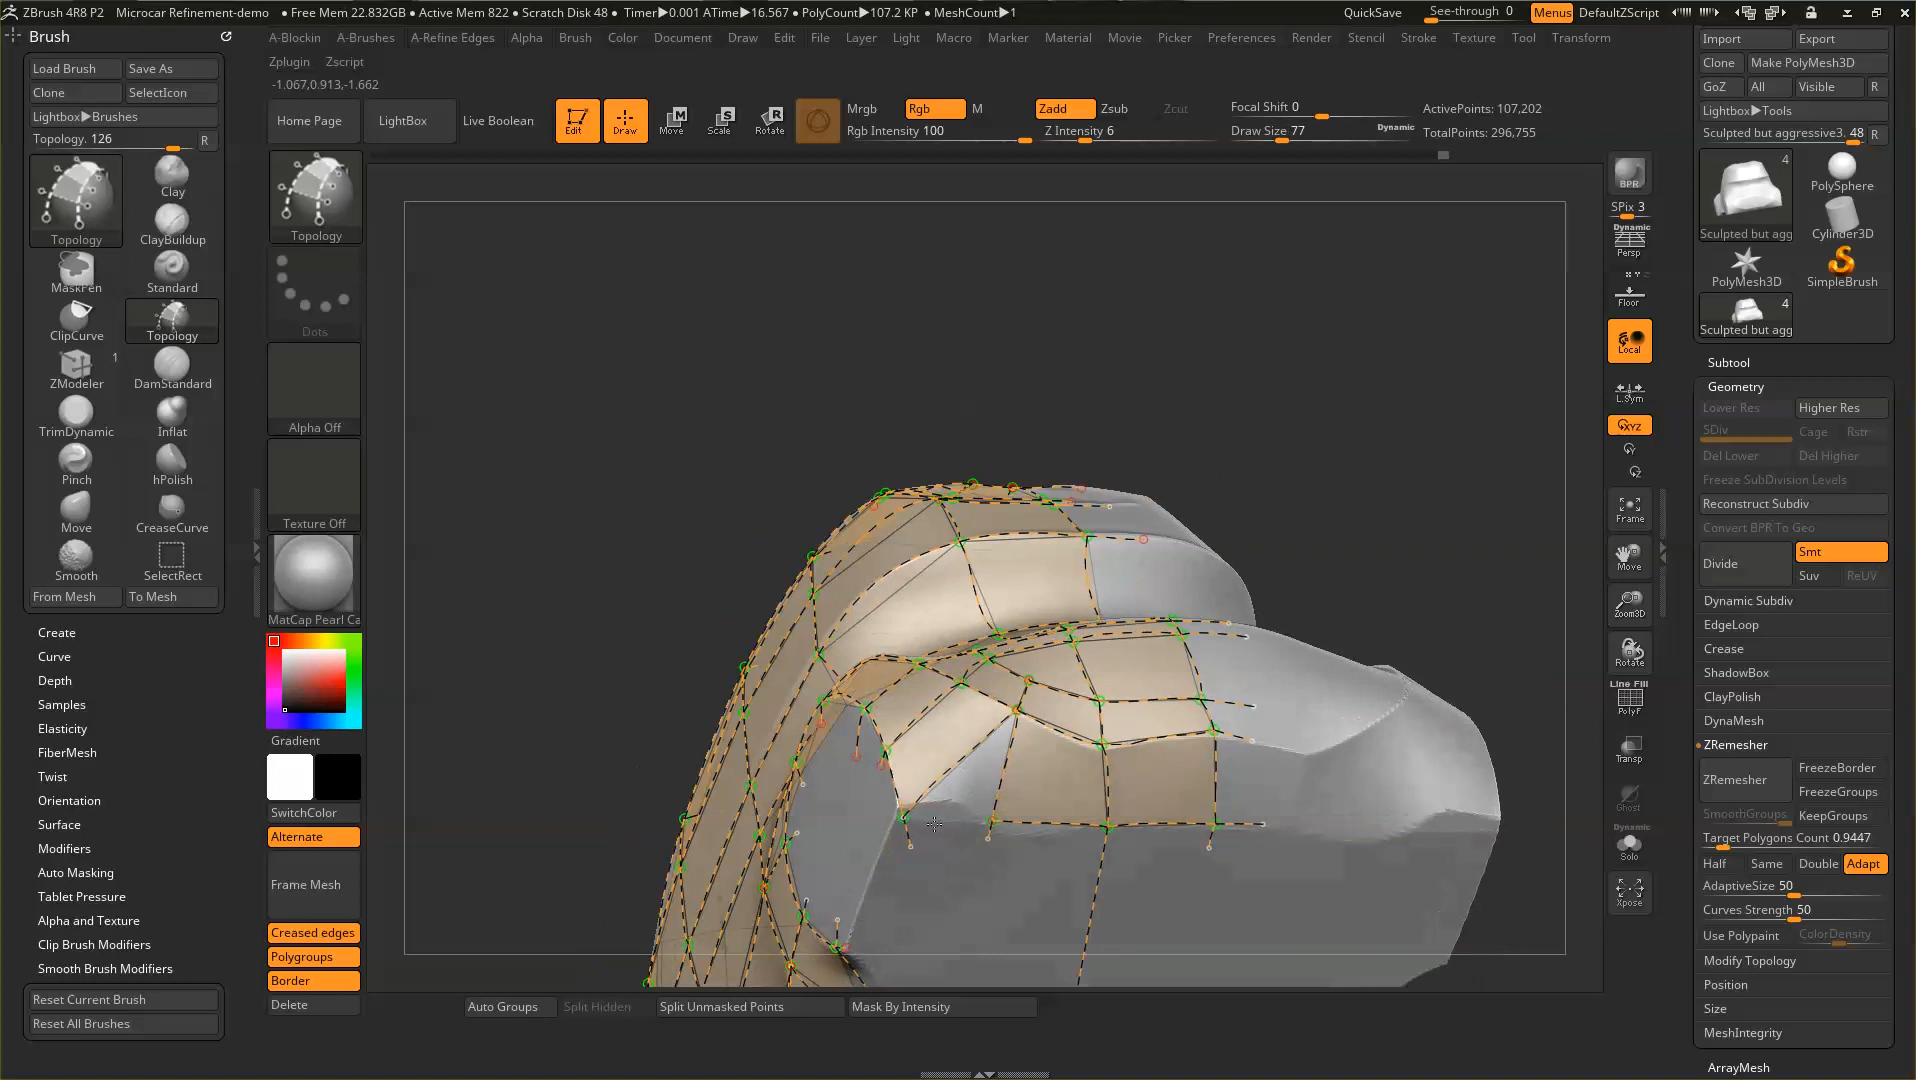 ZBrush 4R8 P2 Microcar Refinement-demo ● Free Mem 22.832GB ● Active Mem 822 ● Scratch Disk 48 ● Timer▶0.001 ATime▶16.567 ● PolyCount▶107.2 KP ● MeshCount▶1 QuickSave See-through 0 Menus DefaultZScript
Brush
A-Blockin A-Brushes A-Refine Edges Alpha Brush Color Document Draw Edit File Layer Light Macro Marker Material Movie Picker Preferences Render Stencil Stroke Texture Tool Transform
Zplugin Zscript
-1.067,0.913,-1.662
Load Brush Save As
Clone SelectIcon
Lightbox▶Brushes
Topology. 126 R
Topology
Clay
ClayBuildup
MaskPen Standard
ClipCurve Topology
ZModeler 1 DamStandard
TrimDynamic Inflat
Pinch hPolish
Move CreaseCurve
Smooth SelectRect
From Mesh To Mesh
Create
Curve
Depth
Samples
Elasticity
FiberMesh
Twist
Orientation
Surface
Modifiers
Auto Masking
Tablet Pressure
Alpha and Texture
Clip Brush Modifiers
Smooth Brush Modifiers
Reset Current Brush
Reset All Brushes
Home Page LightBox Live Boolean Edit Draw Move Scale Rotate
Mrgb Rgb M
Rgb Intensity 100
Zadd Zsub Zcut
Z Intensity 6
Focal Shift 0
Draw Size 77 Dynamic
ActivePoints: 107,202
TotalPoints: 296,755
Topology
Dots
Alpha Off
Texture Off
MatCap Pearl Ca
Gradient
SwitchColor
Alternate
Frame Mesh
Creased edges
Polygroups
Border
Delete
Auto Groups Split Hidden Split Unmasked Points Mask By Intensity
BPR
SPix 3
Dynamic
Persp
Floor
Local
L.Sym
XYZ
Frame
Move
Zoom3D
Rotate
Line Fill
PolyF
Transp
Ghost
Dynamic
Solo
Xpose
Import Export
Clone Make PolyMesh3D
GoZ All Visible R
Lightbox▶Tools
Sculpted but aggressive3. 48 R
4
Sculpted but agg
PolySphere
Cylinder3D
PolyMesh3D SimpleBrush
4
Sculpted but agg
Subtool
Geometry
Lower Res Higher Res
SDiv Cage Rstr
Del Lower Del Higher
Freeze SubDivision Levels
Reconstruct Subdiv
Convert BPR To Geo
Divide Smt
Suv ReUV
Dynamic Subdiv
EdgeLoop
Crease
ShadowBox
ClayPolish
DynaMesh
ZRemesher
ZRemesher FreezeBorder
FreezeGroups
SmoothGroups KeepGroups
Target Polygons Count 0.9447
Half Same Double Adapt
AdaptiveSize 50
Curves Strength 50
Use Polypaint ColorDensity
Modify Topology
Position
Size
MeshIntegrity
ArrayMesh